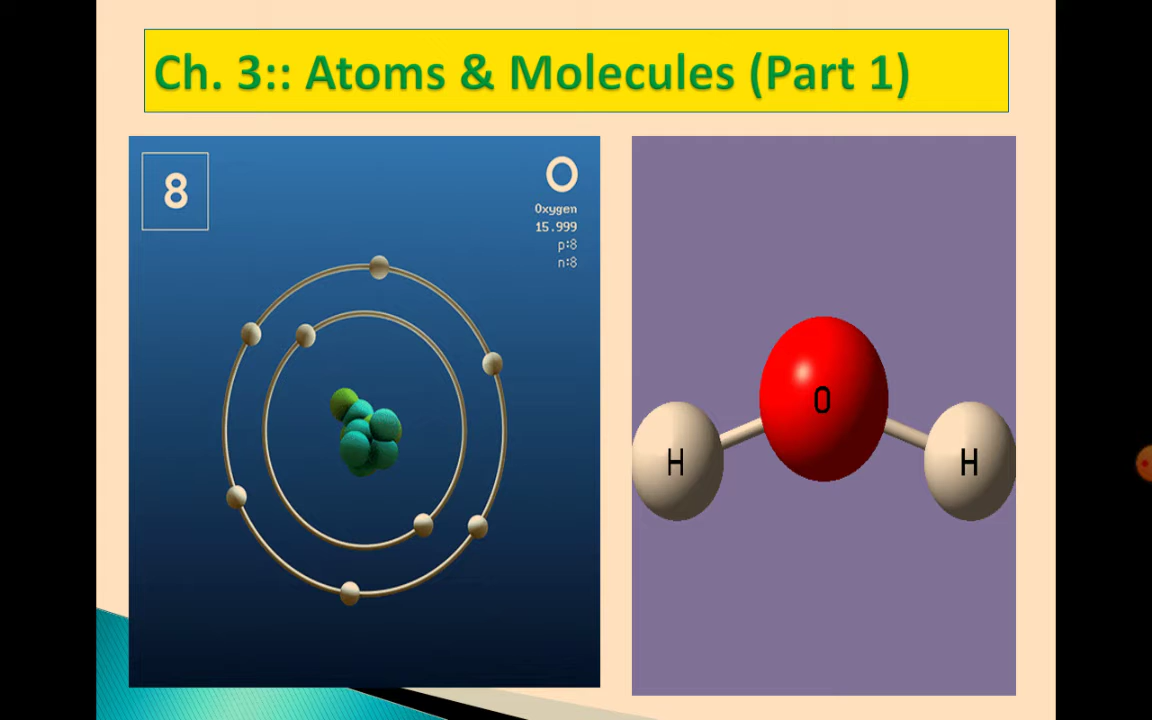 Ch. 3:: Atoms & Molecules (Part 1)
8
O
Oxygen
15.999
p:8
n:8
O
H
H